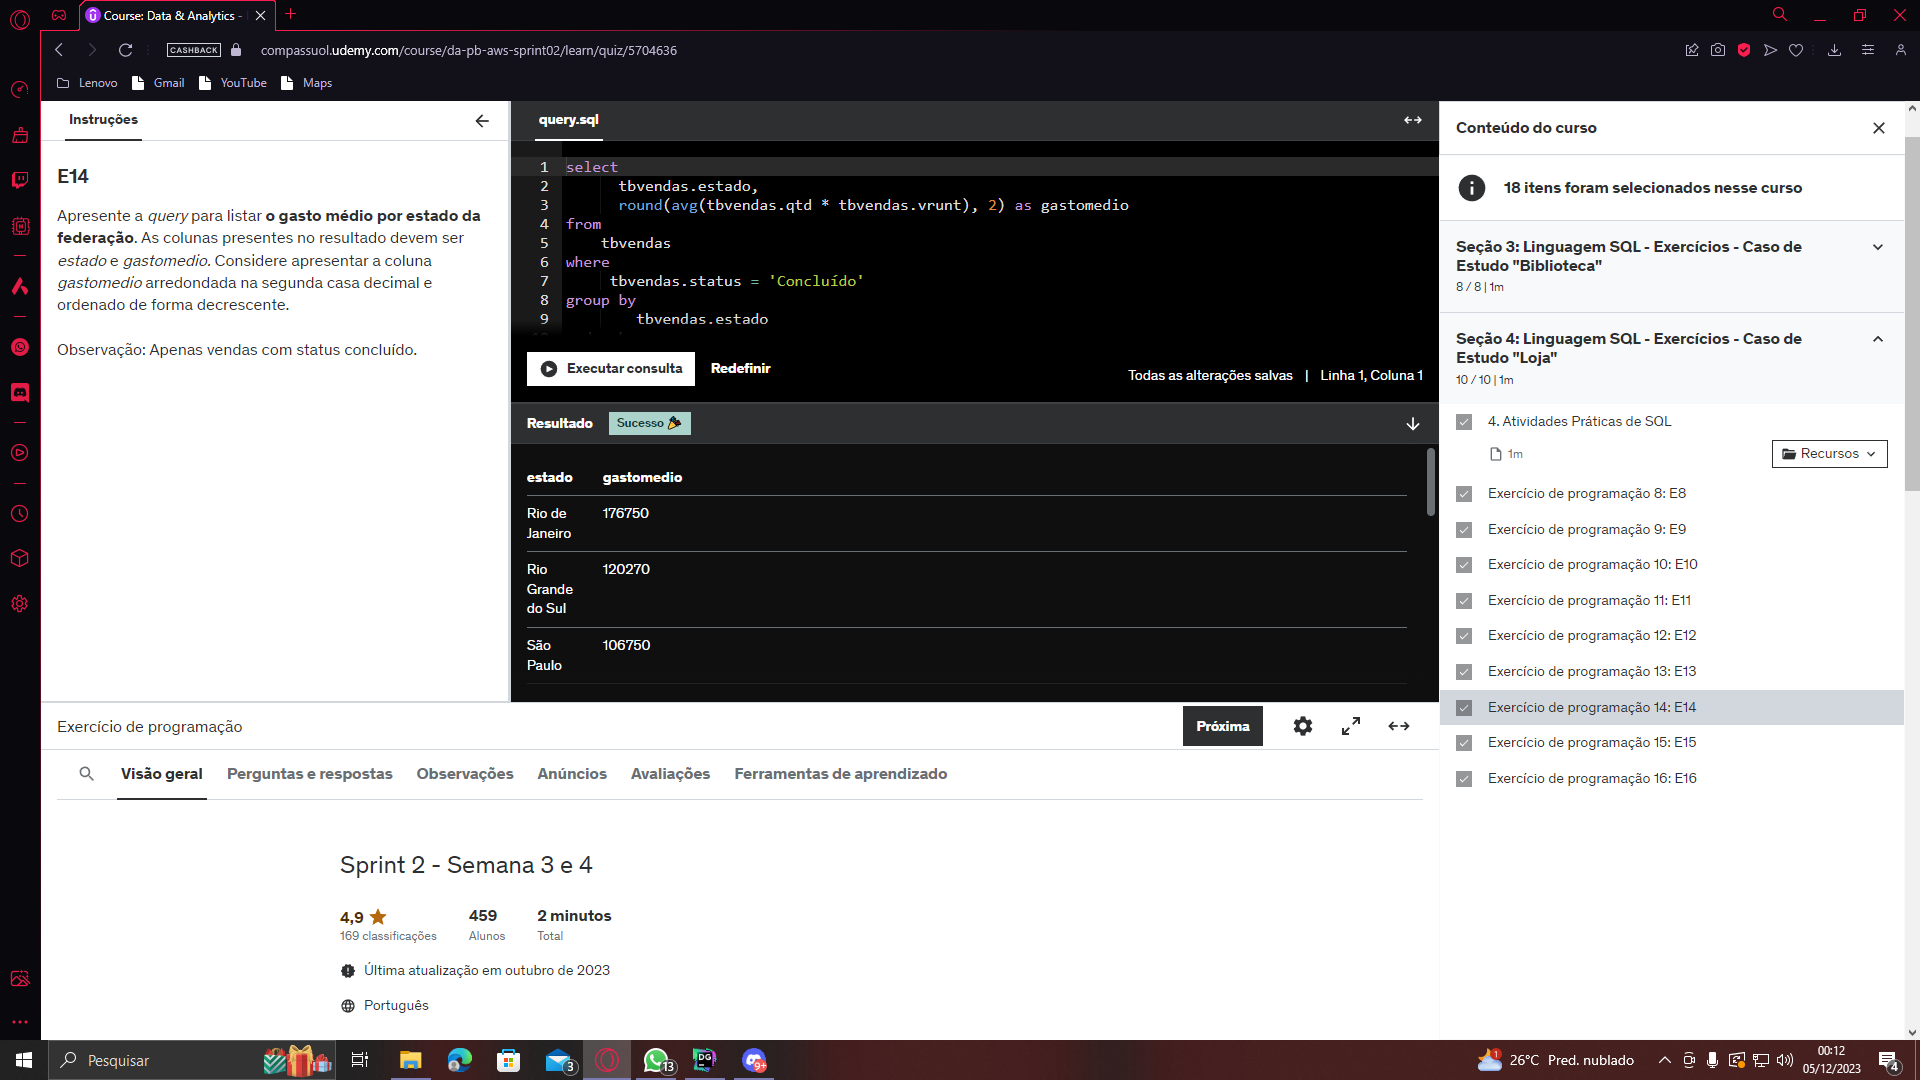 Course: Data & Analytics -
CASHBACK
compassuol.udemy.com/course/da-pb-aws-sprint02/learn/quiz/5704636
Lenovo
Gmail
YouTube
Maps
Instruções
E14
Apresente a query para listar o gasto médio por estado da
federação. As colunas presentes no resultado devem ser
estado e gastomedio. Considere apresentar a coluna
gastomedio arredondada na segunda casa decimal e
ordenado de forma decrescente.
Observação: Apenas vendas com status concluído.
query.sql
1 select
2 tbvendas.estado,
3 round(avg(tbvendas.qtd * tbvendas.vrunt), 2) as gastomedio
4 from
5 tbvendas
6 where
7 tbvendas.status = 'Concluído'
8 group by
9 tbvendas.estado
Executar consulta
Redefinir
Todas as alterações salvas | Linha 1, Coluna 1
Resultado
Sucesso
estado gastomedio
Rio de
Janeiro
176750
Rio
Grande
do Sul
120270
São
Paulo
106750
Exercício de programação
Próxima
Visão geral
Perguntas e respostas
Observações
Anúncios
Avaliações
Ferramentas de aprendizado
Sprint 2 - Semana 3 e 4
4,9
169 classificações
459
Alunos
2 minutos
Total
Última atualização em outubro de 2023
Português
Conteúdo do curso
18 itens foram selecionados nesse curso
Seção 3: Linguagem SQL - Exercícios - Caso de
Estudo "Biblioteca"
8 / 8 | 1m
Seção 4: Linguagem SQL - Exercícios - Caso de
Estudo "Loja"
10 / 10 | 1m
4. Atividades Práticas de SQL
1m
Recursos
Exercício de programação 8: E8
Exercício de programação 9: E9
Exercício de programação 10: E10
Exercício de programação 11: E11
Exercício de programação 12: E12
Exercício de programação 13: E13
Exercício de programação 14: E14
Exercício de programação 15: E15
Exercício de programação 16: E16
Pesquisar
3
13
DG
9+
1
26°C Pred. nublado
00:12
05/12/2023
4